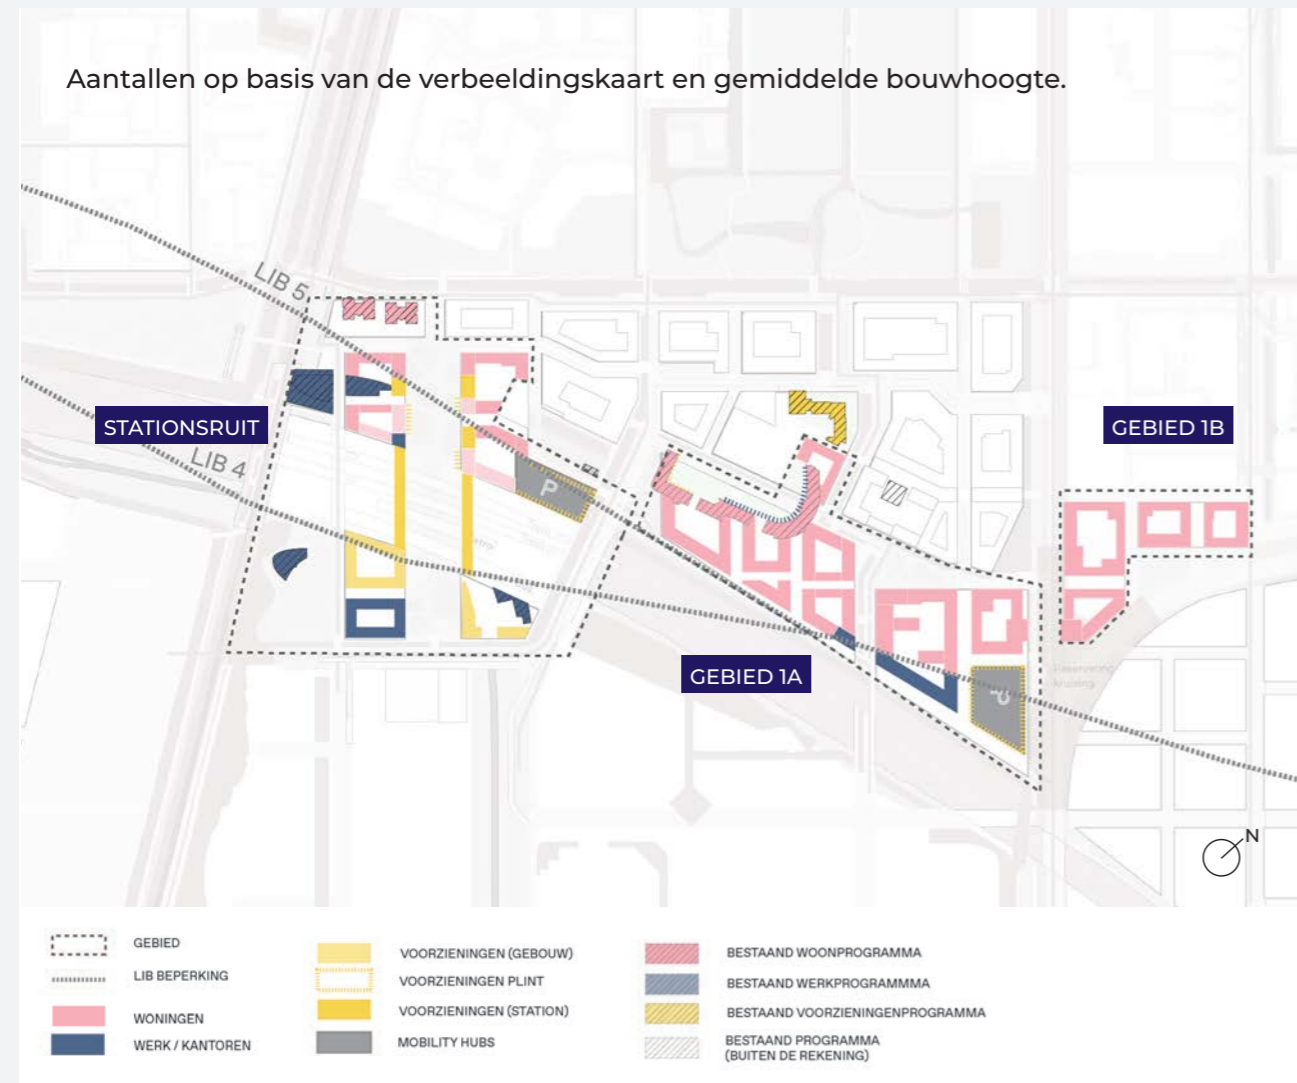 Aantallen op basis van de verbeeldingskaart en gemiddelde bouwhoogte.
LIB 5
STATIONSRUIT
LIB 4
GEBIED 1B
P
GEBIED 1A
Reservering
kruising
P
N
GEBIED
LIB BEPERKING
WONINGEN
WERK / KANTOREN
VOORZIENINGEN (GEBOUW)
VOORZIENINGEN PLINT
VOORZIENINGEN (STATION)
MOBILITY HUBS
BESTAAND WOONPROGRAMMA
BESTAAND WERKPROGRAMMMA
BESTAAND VOORZIENINGENPROGRAMMA
BESTAAND PROGRAMMA
(BUITEN DE REKENING)